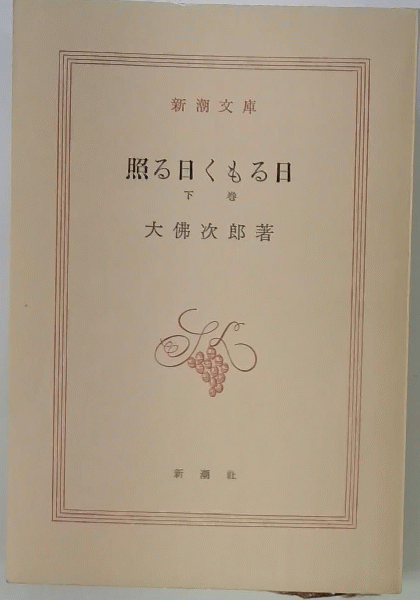 新潮文庫
照る日くもる日
下巻
大佛次郎著
新潮社